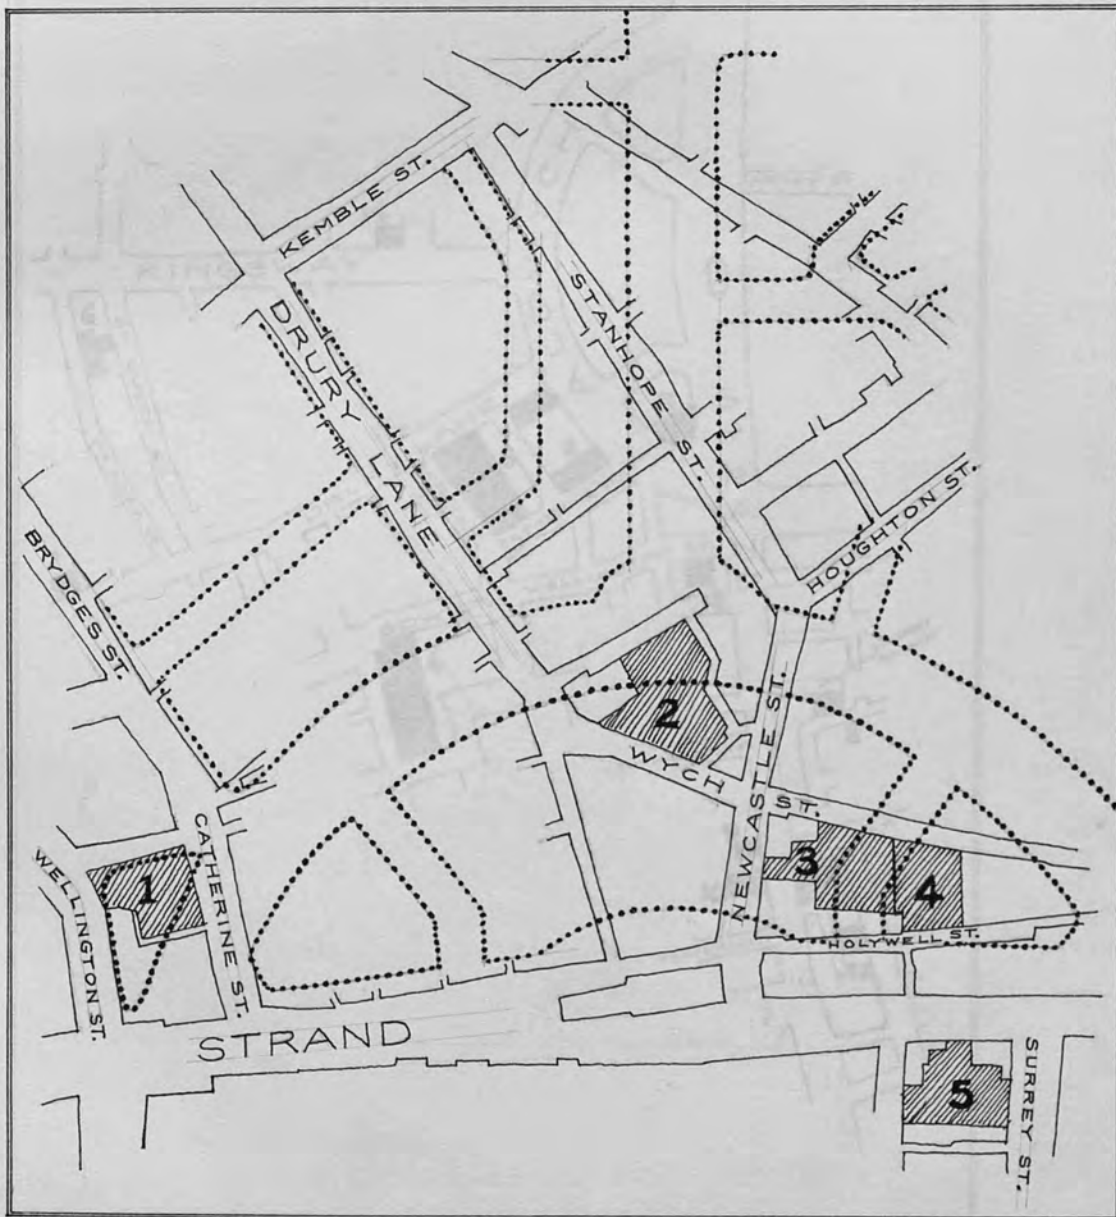 KEMBLE ST.
KINGSWAY
DRURY LANE
STANHOPE ST.
HOUGHTON ST.
BRYDGES ST.
2
WYCH ST.
NEWCASTLE ST.
CATHERINE ST.
WELLINGTON ST.
1
3
4
HOLYWELL ST.
STRAND
5
SURREY ST.